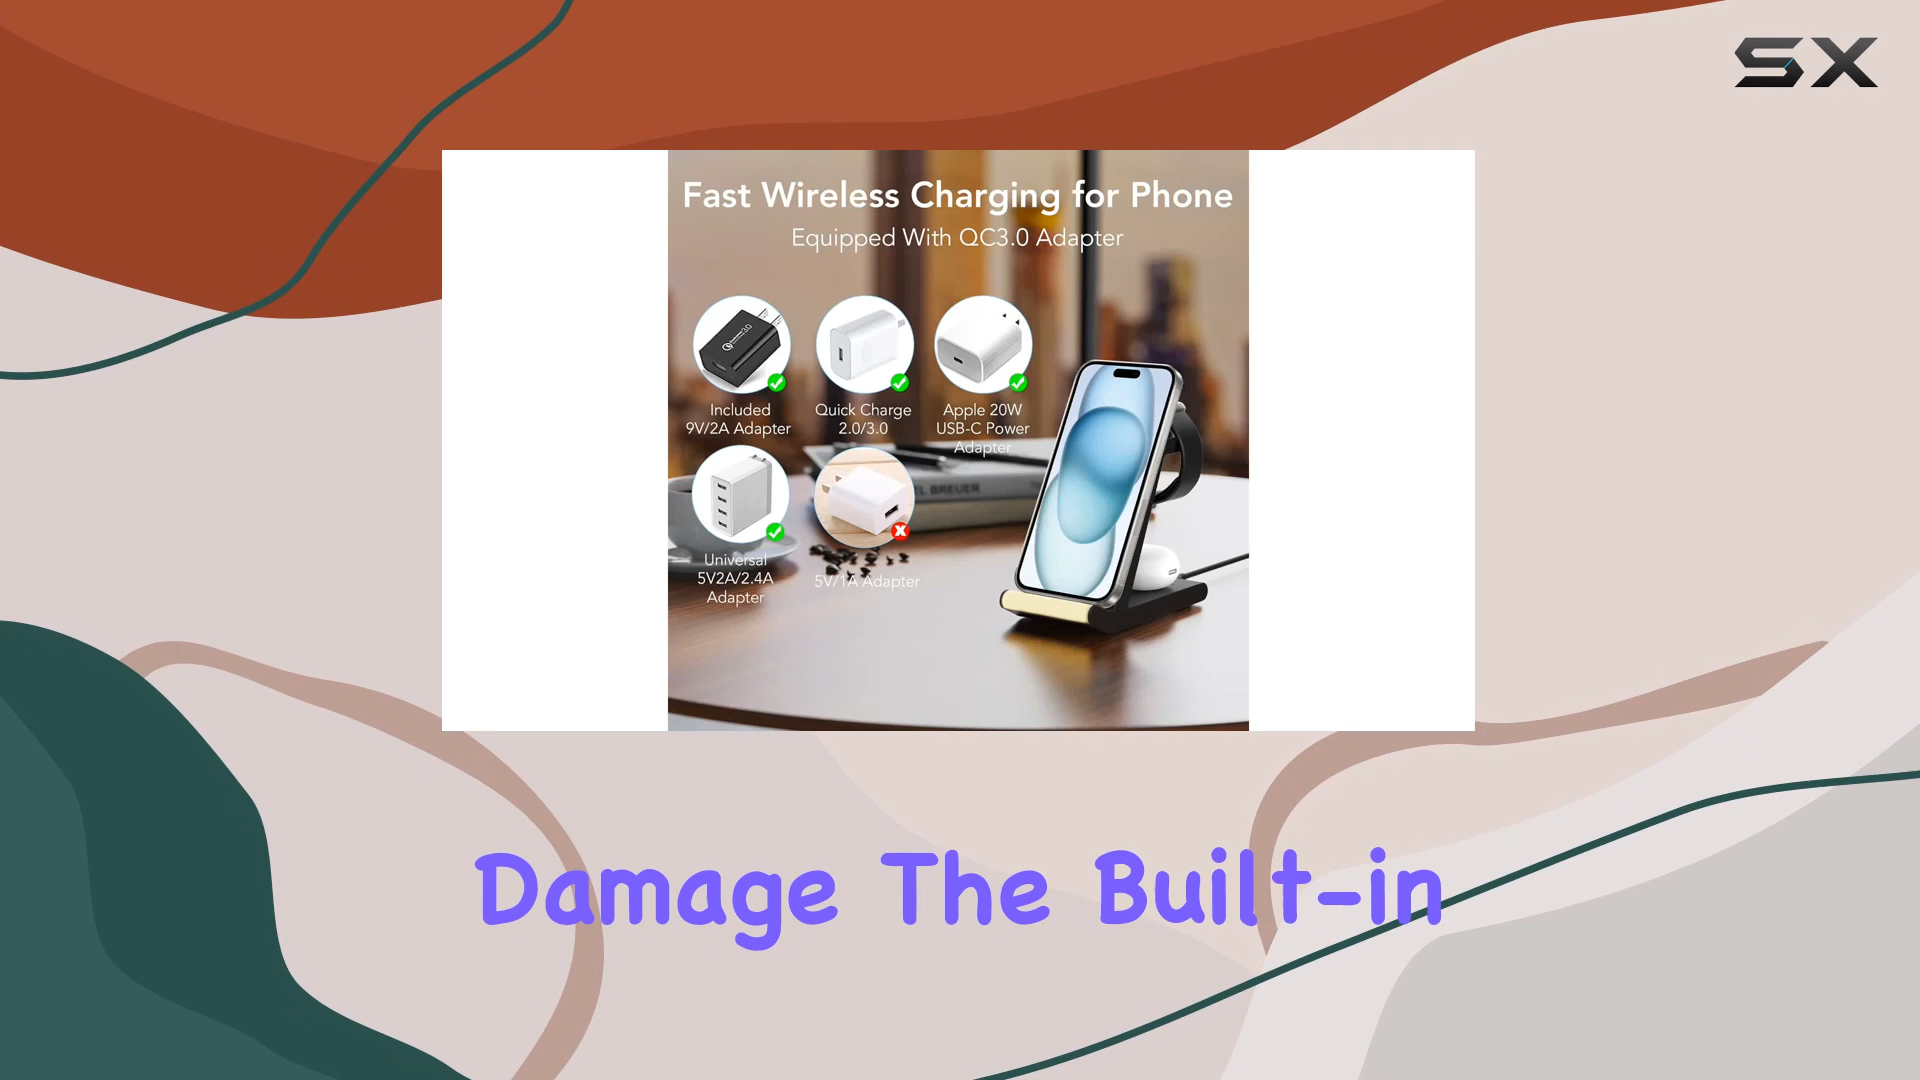 SX
Fast Wireless Charging for Phone
Equipped With QC3.0 Adapter
Included
9V/2A Adapter
Quick Charge
2.0/3.0
Apple 20W
USB-C Power
Adapter
Universal
5V2A/2.4A
Adapter
5V/1A Adapter
EL BREUER
Damage The Built-in